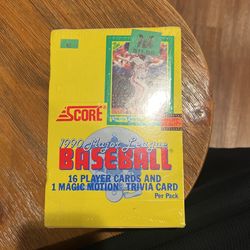 SCORE
1990 Major League
BASEBALL
16 PLAYER CARDS AND
1 MAGIC MOTION TRIVIA CARD
Per Pack